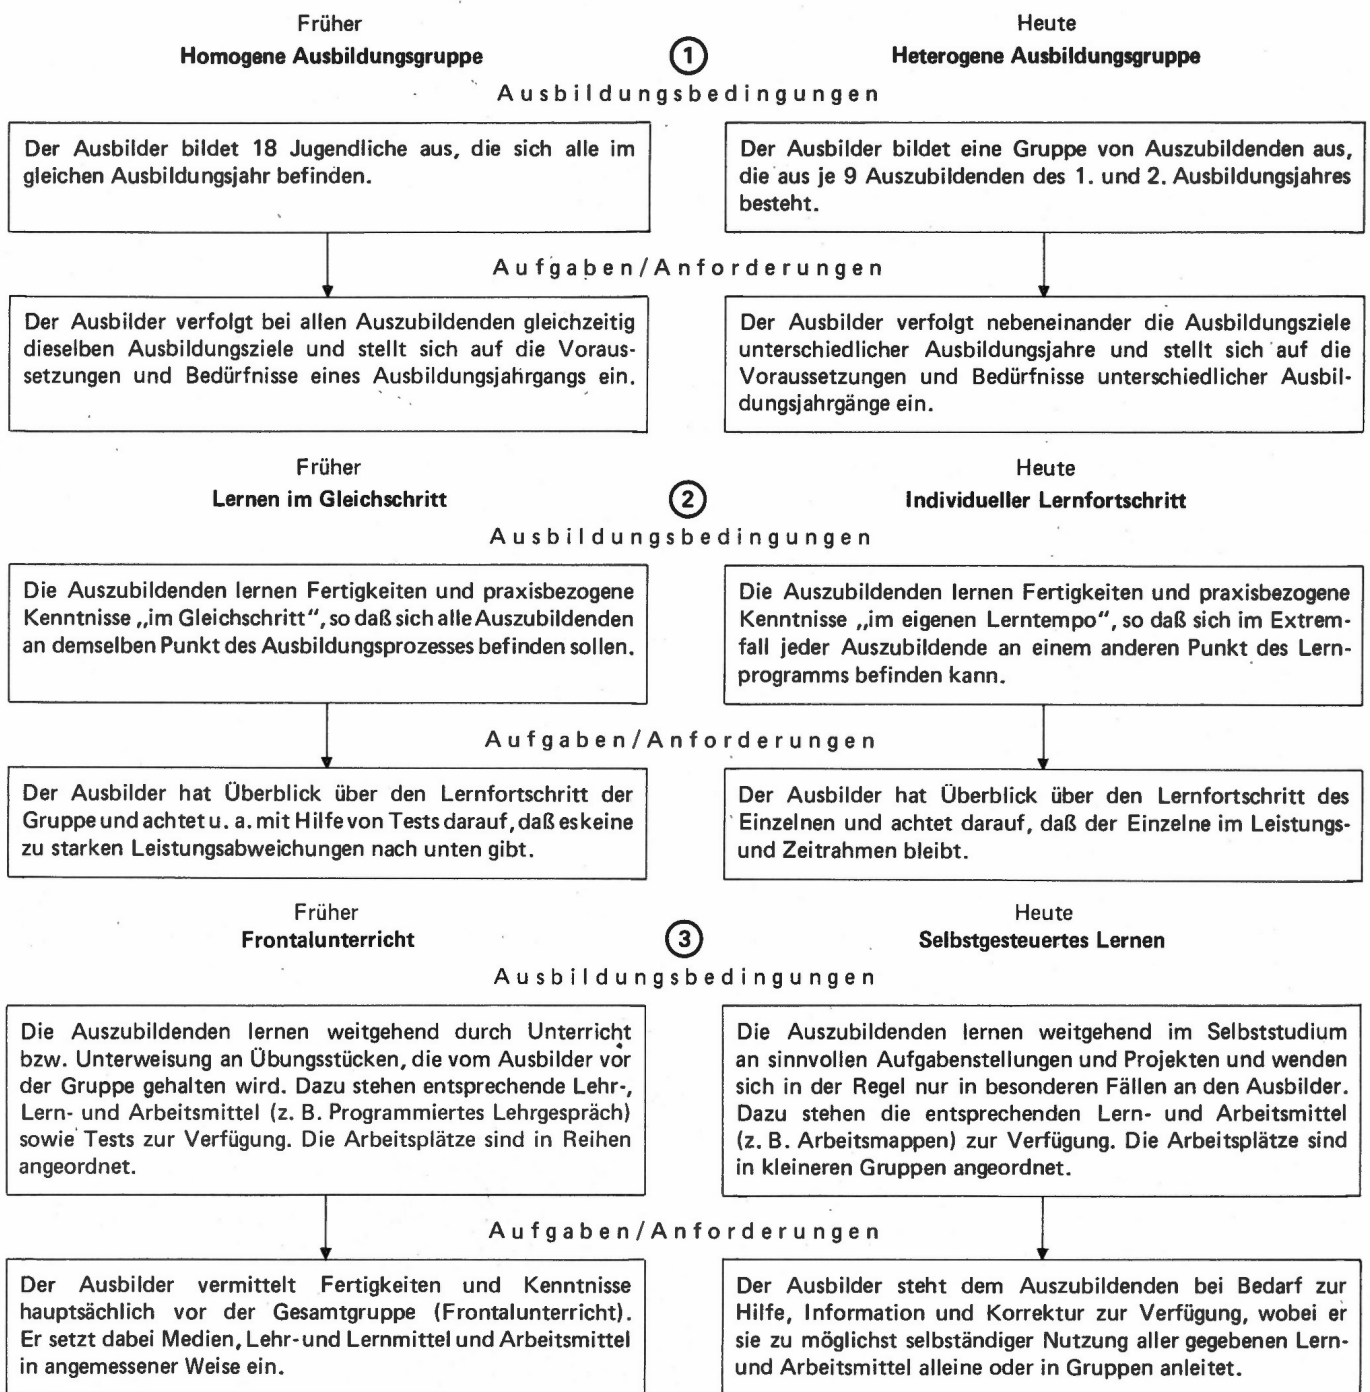 Früher
Homogene Ausbildungsgruppe
1
Heute
Heterogene Ausbildungsgruppe
Ausbildungsbedingungen
Der Ausbilder bildet 18 Jugendliche aus, die sich alle im
gleichen Ausbildungsjahr befinden.
Der Ausbilder bildet eine Gruppe von Auszubildenden aus,
die aus je 9 Auszubildenden des 1. und 2. Ausbildungsjahres
besteht.
Aufgaben/Anforderungen
Der Ausbilder verfolgt bei allen Auszubildenden gleichzeitig
dieselben Ausbildungsziele und stellt sich auf die Voraus-
setzungen und Bedürfnisse eines Ausbildungsjahrgangs ein.
Der Ausbilder verfolgt nebeneinander die Ausbildungsziele
unterschiedlicher Ausbildungsjahre und stellt sich auf die
Voraussetzungen und Bedürfnisse unterschiedlicher Ausbil-
dungsjahrgänge ein.
Früher
Lernen im Gleichschritt
2
Heute
Individueller Lernfortschritt
Ausbildungsbedingungen
Die Auszubildenden lernen Fertigkeiten und praxisbezogene
Kenntnisse „im Gleichschritt", so daß sich alle Auszubildenden
an demselben Punkt des Ausbildungsprozesses befinden sollen.
Die Auszubildenden lernen Fertigkeiten und praxisbezogene
Kenntnisse „im eigenen Lerntempo", so daß sich im Extrem-
fall jeder Auszubildende an einem anderen Punkt des Lern-
programms befinden kann.
Aufgaben/Anforderungen
Der Ausbilder hat Überblick über den Lernfortschritt der
Gruppe und achtet u. a. mit Hilfe von Tests darauf, daß es keine
zu starken Leistungsabweichungen nach unten gibt.
Der Ausbilder hat Überblick über den Lernfortschritt des
Einzelnen und achtet darauf, daß der Einzelne im Leistungs-
und Zeitrahmen bleibt.
Früher
Frontalunterricht
3
Heute
Selbstgesteuertes Lernen
Ausbildungsbedingungen
Die Auszubildenden lernen weitgehend durch Unterricht
bzw. Unterweisung an Übungsstücken, die vom Ausbilder vor
der Gruppe gehalten wird. Dazu stehen entsprechende Lehr-,
Lern- und Arbeitsmittel (z. B. Programmiertes Lehrgespräch)
sowie Tests zur Verfügung. Die Arbeitsplätze sind in Reihen
angeordnet.
Die Auszubildenden lernen weitgehend im Selbststudium
an sinnvollen Aufgabenstellungen und Projekten und wenden
sich in der Regel nur in besonderen Fällen an den Ausbilder.
Dazu stehen die entsprechenden Lern- und Arbeitsmittel
(z. B. Arbeitsmappen) zur Verfügung. Die Arbeitsplätze sind
in kleineren Gruppen angeordnet.
Aufgaben/Anforderungen
Der Ausbilder vermittelt Fertigkeiten und Kenntnisse
hauptsächlich vor der Gesamtgruppe (Frontalunterricht).
Er setzt dabei Medien, Lehr- und Lernmittel und Arbeitsmittel
in angemessener Weise ein.
Der Ausbilder steht dem Auszubildenden bei Bedarf zur
Hilfe, Information und Korrektur zur Verfügung, wobei er
sie zu möglichst selbständiger Nutzung aller gegebenen Lern-
und Arbeitsmittel alleine oder in Gruppen anleitet.